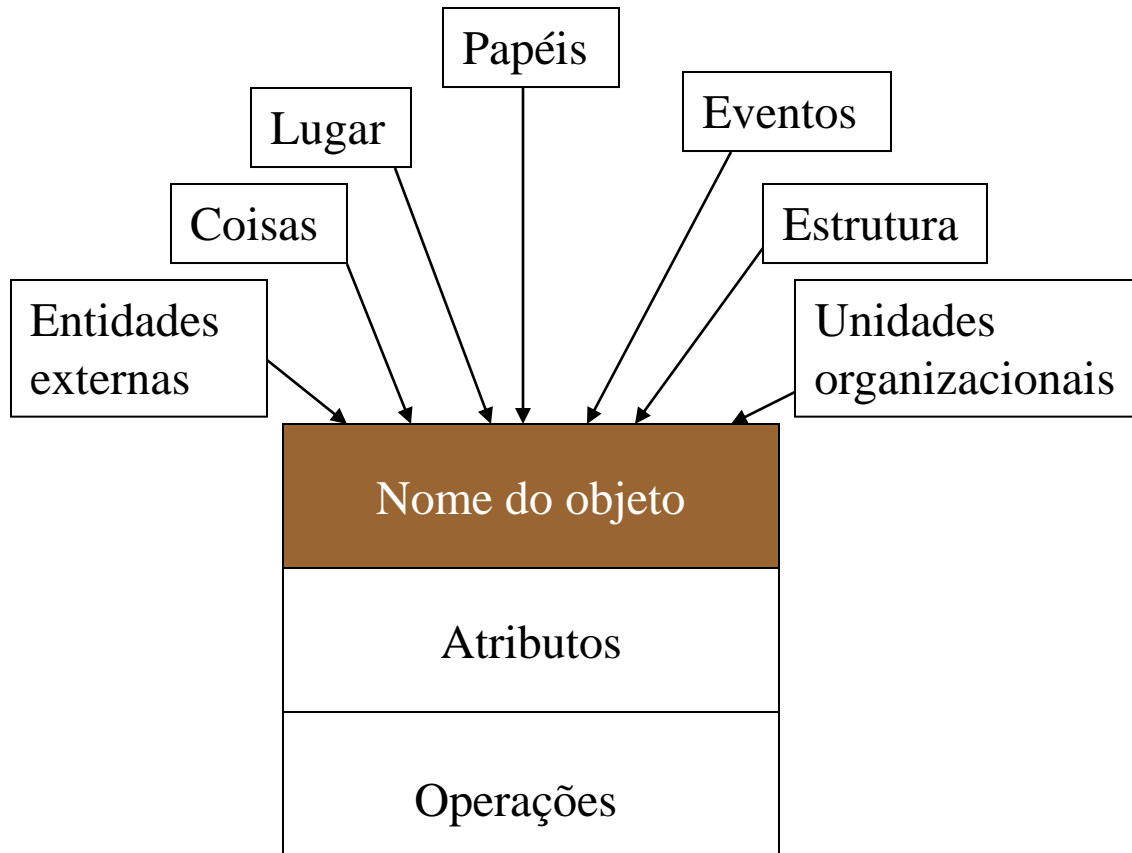 Papéis
Lugar
Eventos
Coisas
Estrutura
Entidades
externas
Unidades
organizacionais
Nome do objeto
Atributos
Operações